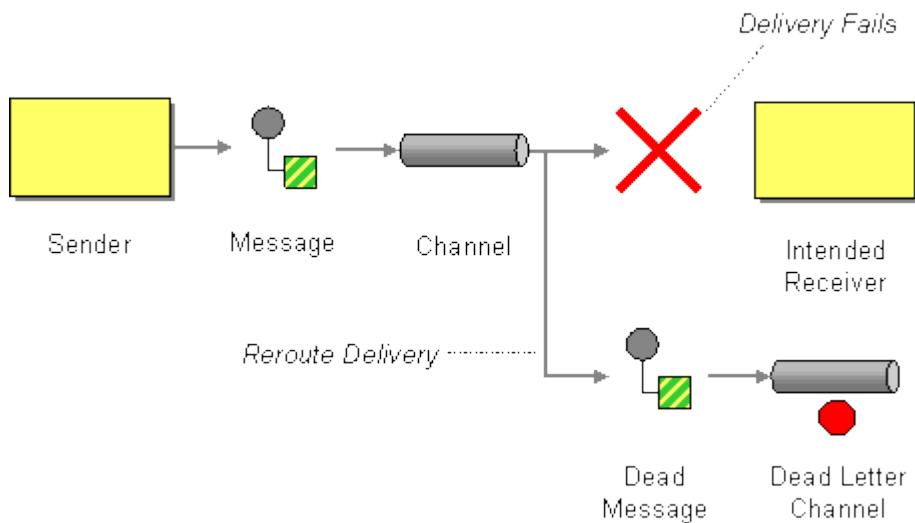 Delivery Fails
Sender
Message
Channel
Intended
Receiver
Reroute Delivery
Dead
Message
Dead Letter
Channel